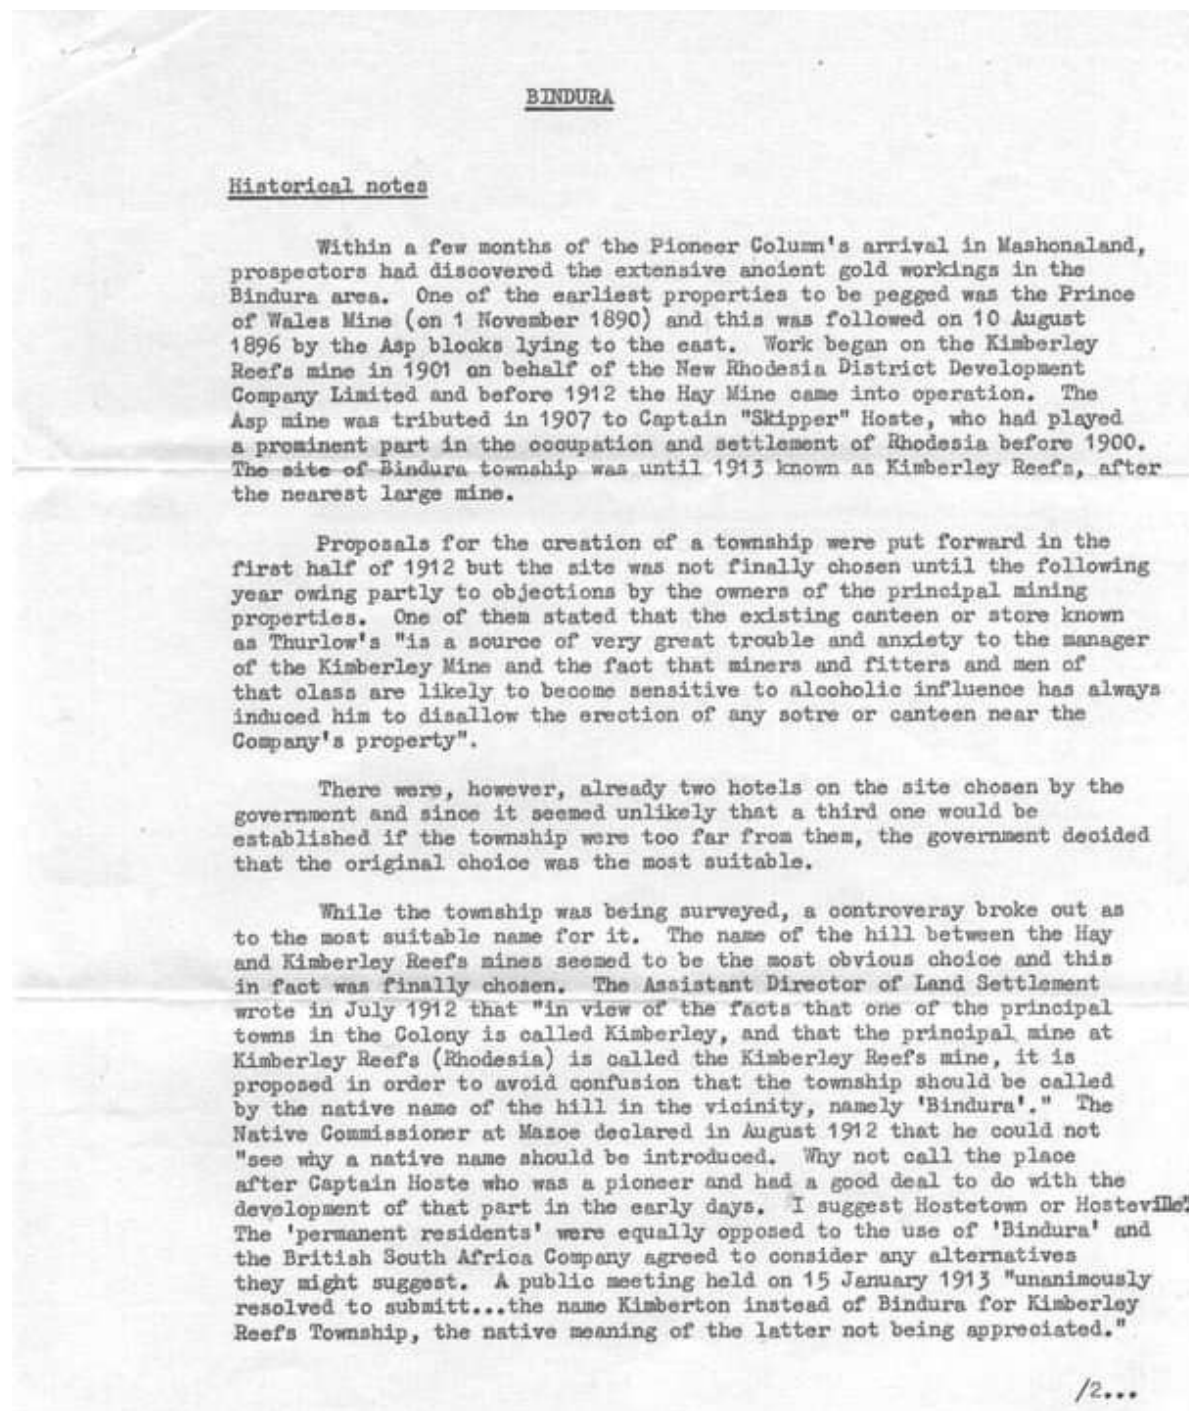 BINDURA
Historical notes
Within a few months of the Pioneer Column's arrival in Mashonaland,
prospectors had discovered the extensive ancient gold workings in the
Bindura area. One of the earliest properties to be pegged was the Prince
of Wales Mine (on 1 November 1890) and this was followed on 10 August
1896 by the Asp blocks lying to the east. Work began on the Kimberley
Reefs mine in 1901 on behalf of the New Rhodesia District Development
Company Limited and before 1912 the Hay Mine came into operation. The
Asp mine was tributed in 1907 to Captain "Skipper" Hoste, who had played
a prominent part in the occupation and settlement of Rhodesia before 1900.
The site of Bindura township was until 1913 known as Kimberley Reefs, after
the nearest large mine.
Proposals for the creation of a township were put forward in the
first half of 1912 but the site was not finally chosen until the following
year owing partly to objections by the owners of the principal mining
properties. One of them stated that the existing canteen or store known
as Thurlow's "is a source of very great trouble and anxiety to the manager
of the Kimberley Mine and the fact that miners and fitters and men of
that class are likely to become sensitive to alcoholic influence has always
induced him to disallow the erection of any sotre or canteen near the
Company's property".
There were, however, already two hotels on the site chosen by the
government and since it seemed unlikely that a third one would be
established if the township were too far from them, the government decided
that the original choice was the most suitable.
While the township was being surveyed, a controversy broke out as
to the most suitable name for it. The name of the hill between the Hay
and Kimberley Reefs mines seemed to be the most obvious choice and this
in fact was finally chosen. The Assistant Director of Land Settlement
wrote in July 1912 that "in view of the facts that one of the principal
towns in the Colony is called Kimberley, and that the principal mine at
Kimberley Reefs (Rhodesia) is called the Kimberley Reefs mine, it is
proposed in order to avoid confusion that the township should be called
by the native name of the hill in the vicinity, namely 'Bindura'." The
Native Commissioner at Mazoe declared in August 1912 that he could not
"see why a native name should be introduced. Why not call the place
after Captain Hoste who was a pioneer and had a good deal to do with the
development of that part in the early days. I suggest Hostetown or Hosteville"
The 'permanent residents' were equally opposed to the use of 'Bindura' and
the British South Africa Company agreed to consider any alternatives
they might suggest. A public meeting held on 15 January 1913 "unanimously
resolved to submitt...the name Kimberton instead of Bindura for Kimberley
Reefs Township, the native meaning of the latter not being appreciated."
/2...